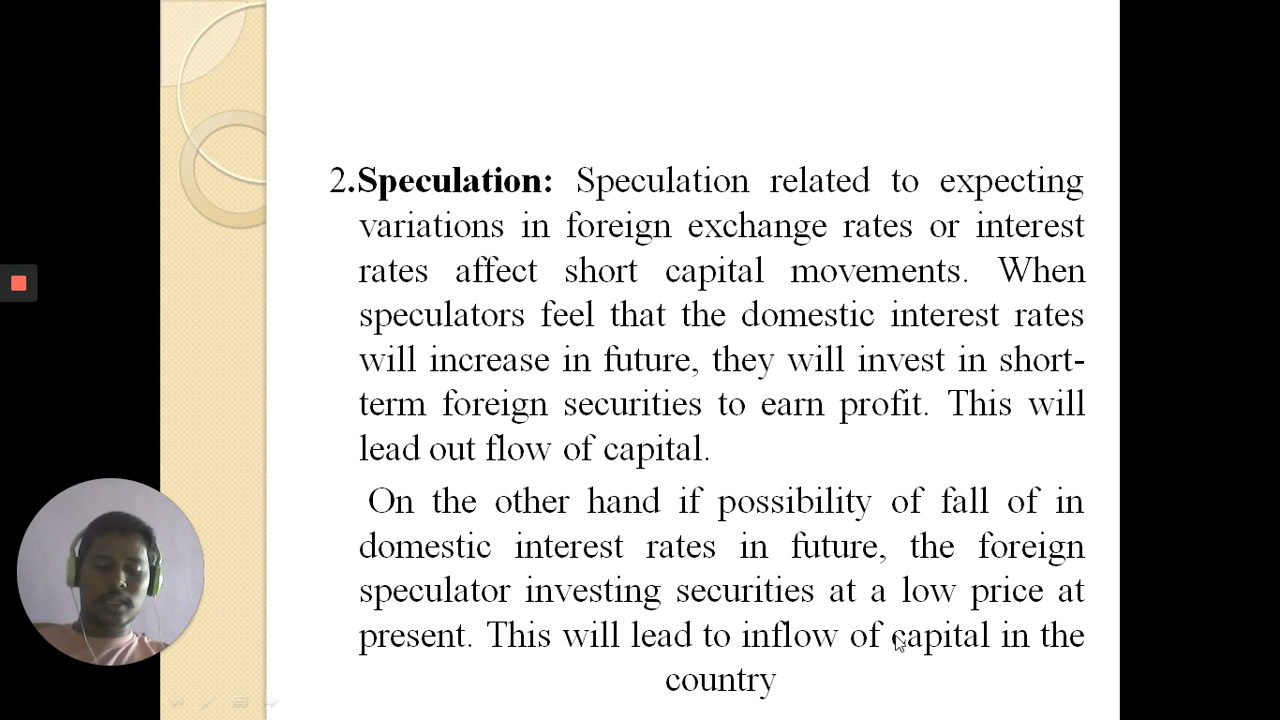 2.Speculation: Speculation related to expecting
variations in foreign exchange rates or interest
rates affect short capital movements. When
speculators feel that the domestic interest rates
will increase in future, they will invest in short-
term foreign securities to earn profit. This will
lead out flow of capital.
On the other hand if possibility of fall of in
domestic interest rates in future, the foreign
speculator investing securities at a low price at
present. This will lead to inflow of capital in the
country